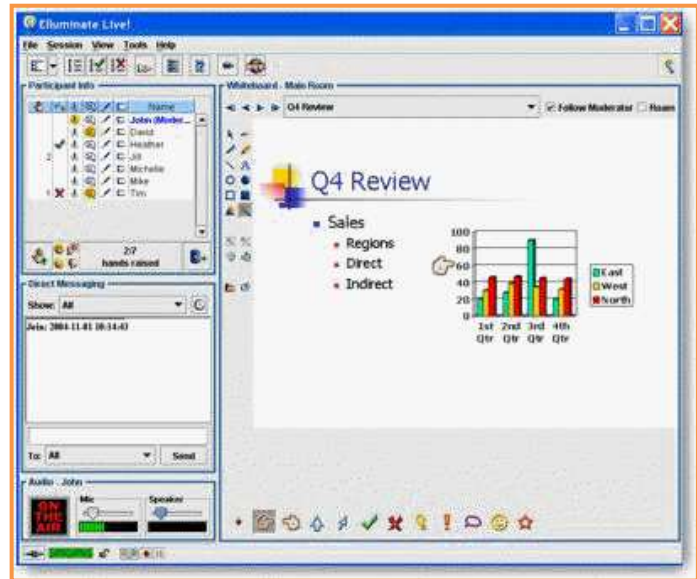 Elluminate Live!
File Session View Tools Help
Participant Info
Name
John (Moder...
David
Heather
2 Jill
Michelle
Mike
1 Tim
2/7
hands raised
Direct Messaging
Show: All
Join: 2004-11-01 10:34:43
To: All Send
Audio - John
ON THE AIR
Mic Speaker
Whiteboard - Main Room
Q4 Review Follow Moderator Roam
Q4 Review
Sales
Regions
Direct
Indirect
100
80
60
40
20
0
1st Qtr 2nd Qtr 3rd Qtr 4th Qtr
East
West
North